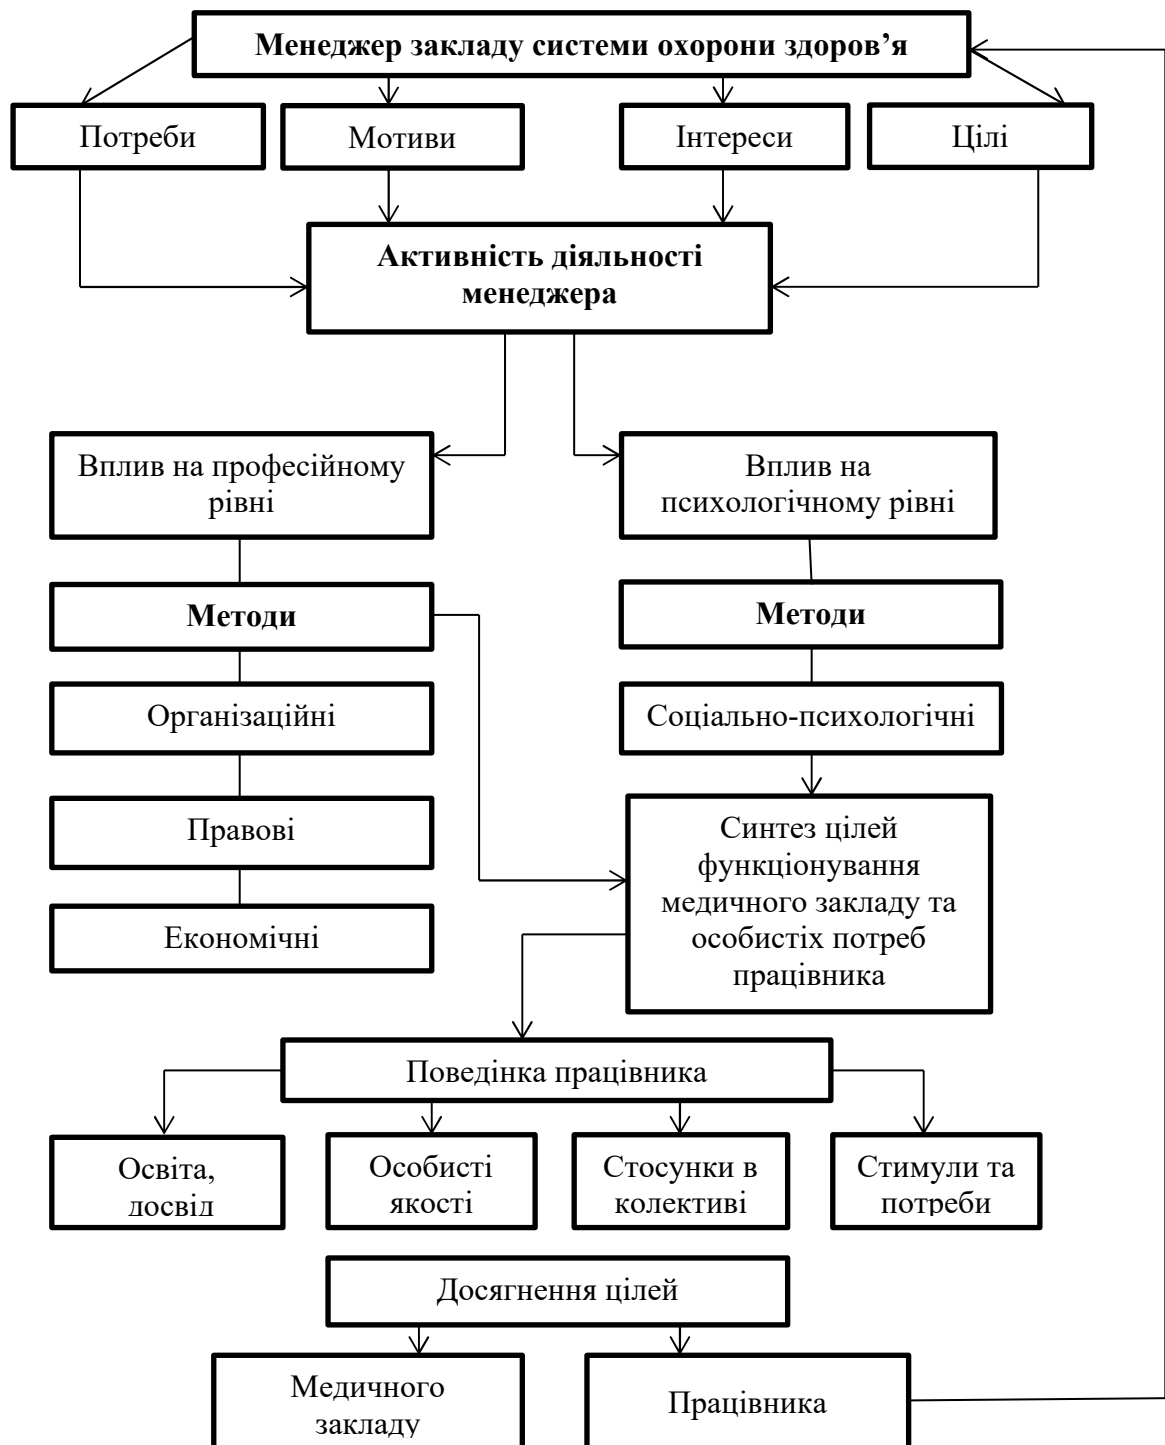 Менеджер закладу системи охорони здоров’я
Потреби
Мотиви
Інтереси
Цілі
Активність діяльності
менеджера
Вплив на професійному
рівні
Вплив на
психологічному рівні
Методи
Методи
Організаційні
Соціально-психологічні
Правові
Синтез цілей
функціонування
медичного закладу та
особистіх потреб
працівника
Економічні
Поведінка працівника
Освіта,
досвід
Особисті
якості
Стосунки в
колективі
Стимули та
потреби
Досягнення цілей
Медичного
закладу
Працівника